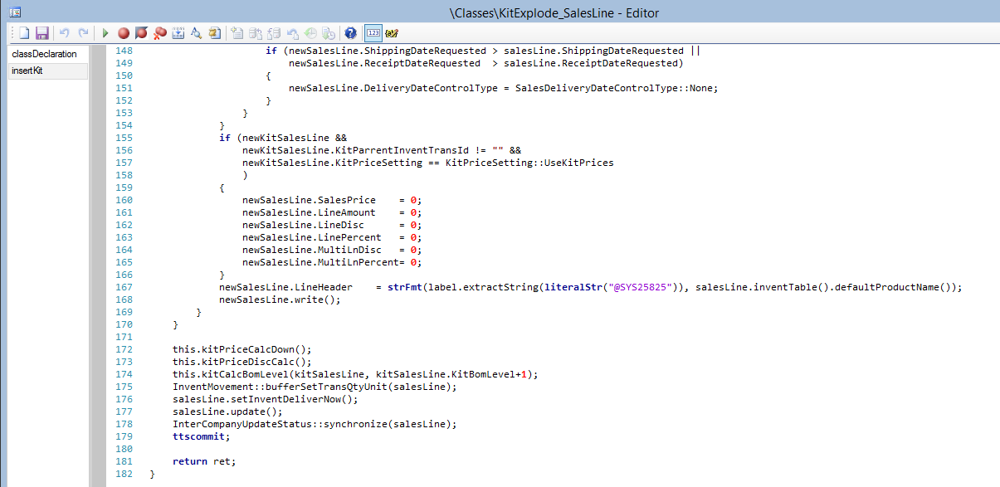 \Classes\KitExplode_SalesLine - Editor
123
classDeclaration
insertKit
148 if (newSalesLine.ShippingDateRequested > salesLine.ShippingDateRequested ||
149 newSalesLine.ReceiptDateRequested  > salesLine.ReceiptDateRequested)
150 {
151 newSalesLine.DeliveryDateControlType = SalesDeliveryDateControlType::None;
152 }
153 }
154 }
155 if (newKitSalesLine &&
156 newKitSalesLine.KitParrentInventTransId != "" &&
157 newKitSalesLine.KitPriceSetting == KitPriceSetting::UseKitPrices
158 )
159 {
160 newSalesLine.SalesPrice    = 0;
161 newSalesLine.LineAmount    = 0;
162 newSalesLine.LineDisc      = 0;
163 newSalesLine.LinePercent   = 0;
164 newSalesLine.MultiLnDisc   = 0;
165 newSalesLine.MultiLnPercent= 0;
166 }
167 newSalesLine.LineHeader    = strFmt(label.extractString(literalStr("@SYS25825")), salesLine.inventTable().defaultProductName());
168 newSalesLine.write();
169 }
170 }
171
172 this.kitPriceCalcDown();
173 this.kitPriceDiscCalc();
174 this.kitCalcBomLevel(kitSalesLine, kitSalesLine.KitBomLevel+1);
175 InventMovement::bufferSetTransQtyUnit(salesLine);
176 salesLine.setInventDeliverNow();
177 salesLine.update();
178 InterCompanyUpdateStatus::synchronize(salesLine);
179 ttscommit;
180
181 return ret;
182 }